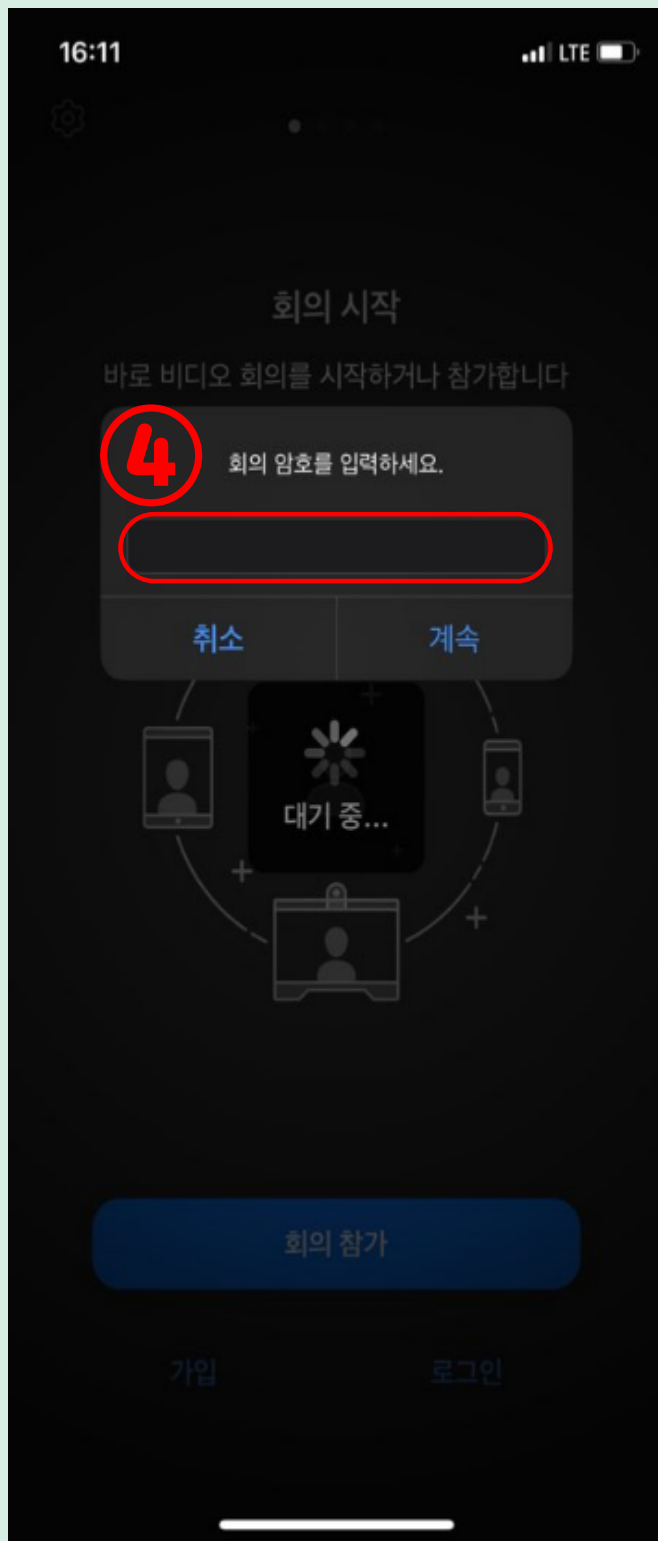 16:11
LTE
회의 시작
바로 비디오 회의를 시작하거나 참가합니다
4
회의 암호를 입력하세요.
취소 계속
대기 중...
회의 참가
가입 로그인